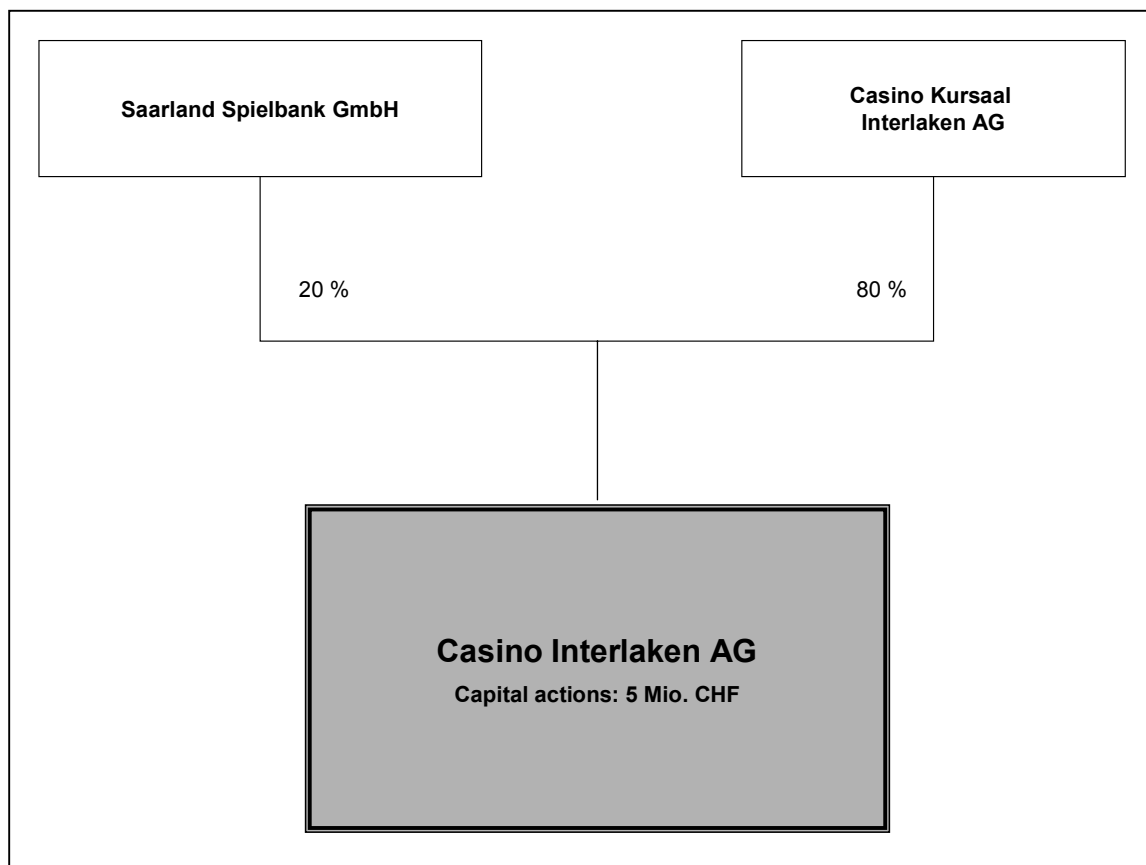 Saarland Spielbank GmbH
Casino Kursaal
Interlaken AG
20 %
80 %
Casino Interlaken AG
Capital actions: 5 Mio. CHF